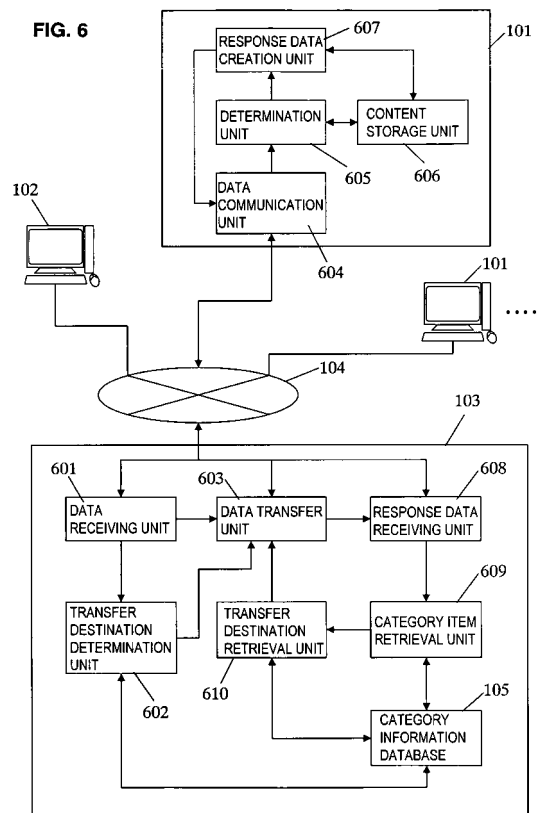 FIG. 6
607
101
RESPONSE DATA
CREATION UNIT
DETERMINATION
UNIT
CONTENT
STORAGE UNIT
605
606
102
DATA
COMMUNICATION
UNIT
604
101
....
104
103
601
603
608
DATA
RECEIVING UNIT
DATA TRANSFER
UNIT
RESPONSE DATA
RECEIVING UNIT
609
TRANSFER
DESTINATION
DETERMINATION
UNIT
TRANSFER
DESTINATION
RETRIEVAL UNIT
CATEGORY ITEM
RETRIEVAL UNIT
602
610
105
CATEGORY
INFORMATION
DATABASE